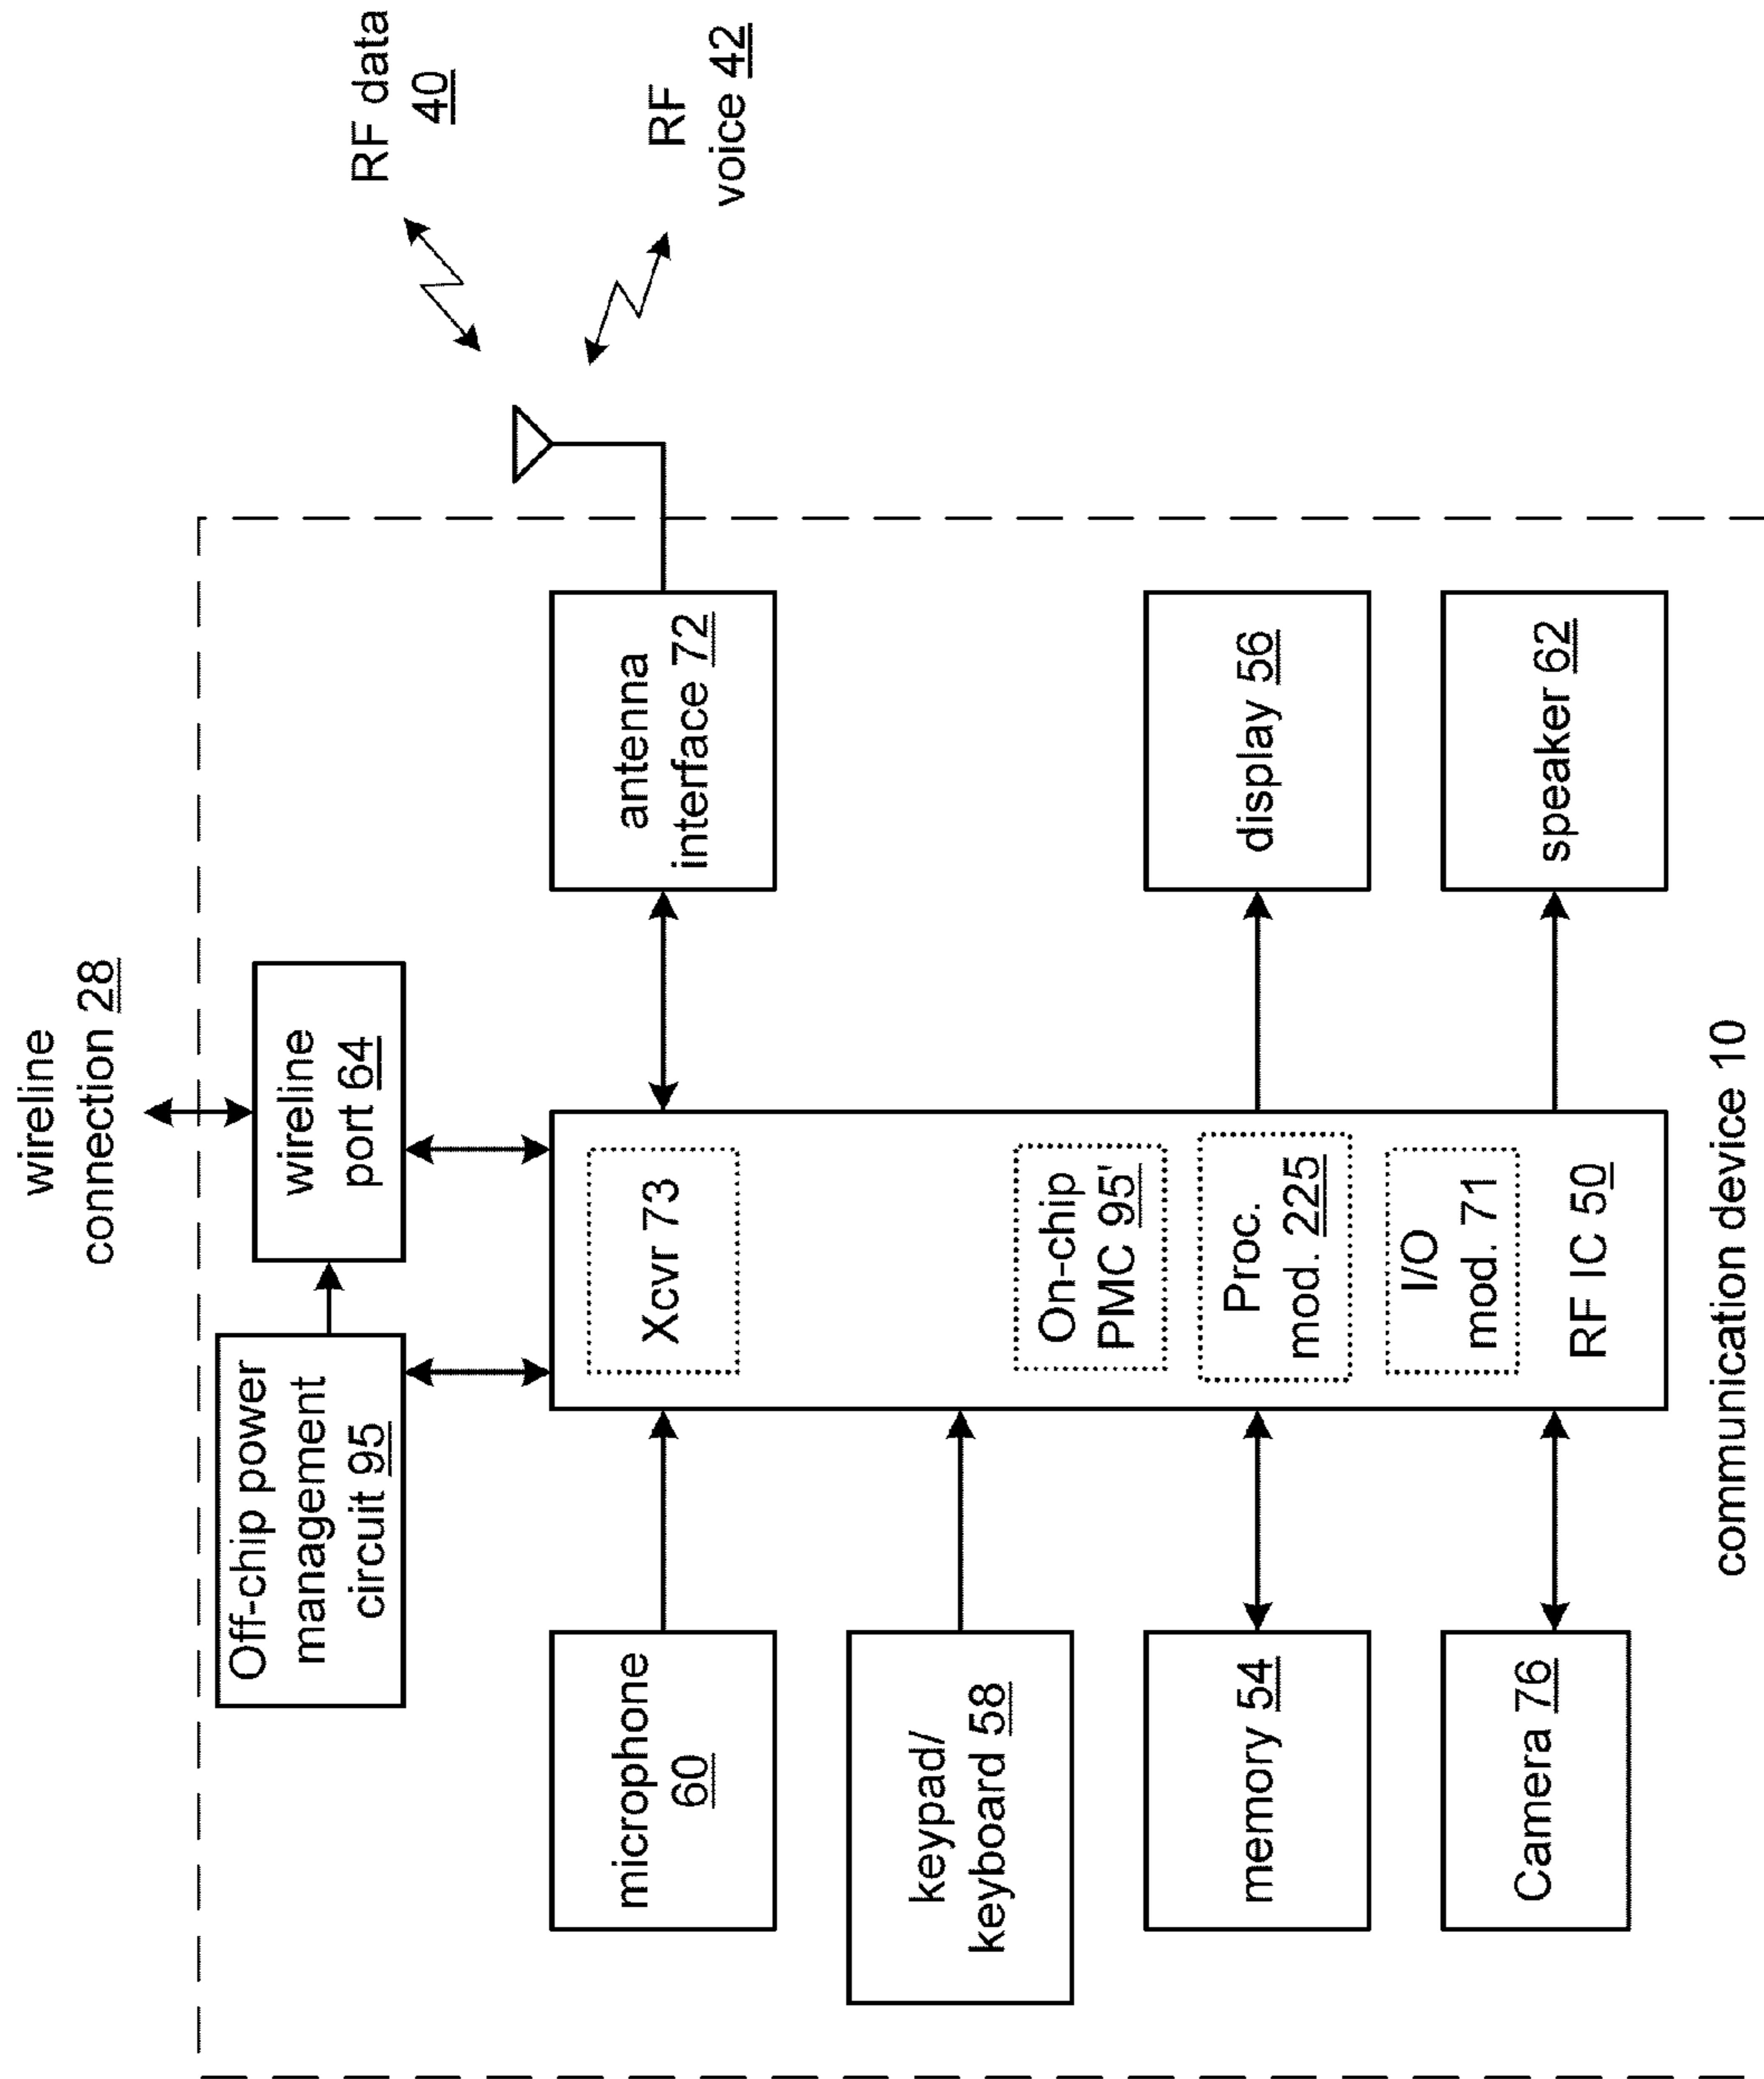 wireline
connection 28
RF data
40
RF
voice 42
Off-chip power
management
circuit 95
wireline
port 64
microphone
60
Xcvr 73
antenna
interface 72
keypad/
keyboard 58
On-chip
PMC 95'
memory 54
Proc.
mod. 225
display 56
Camera 76
I/O
mod. 71
RF IC 50
speaker 62
communication device 10